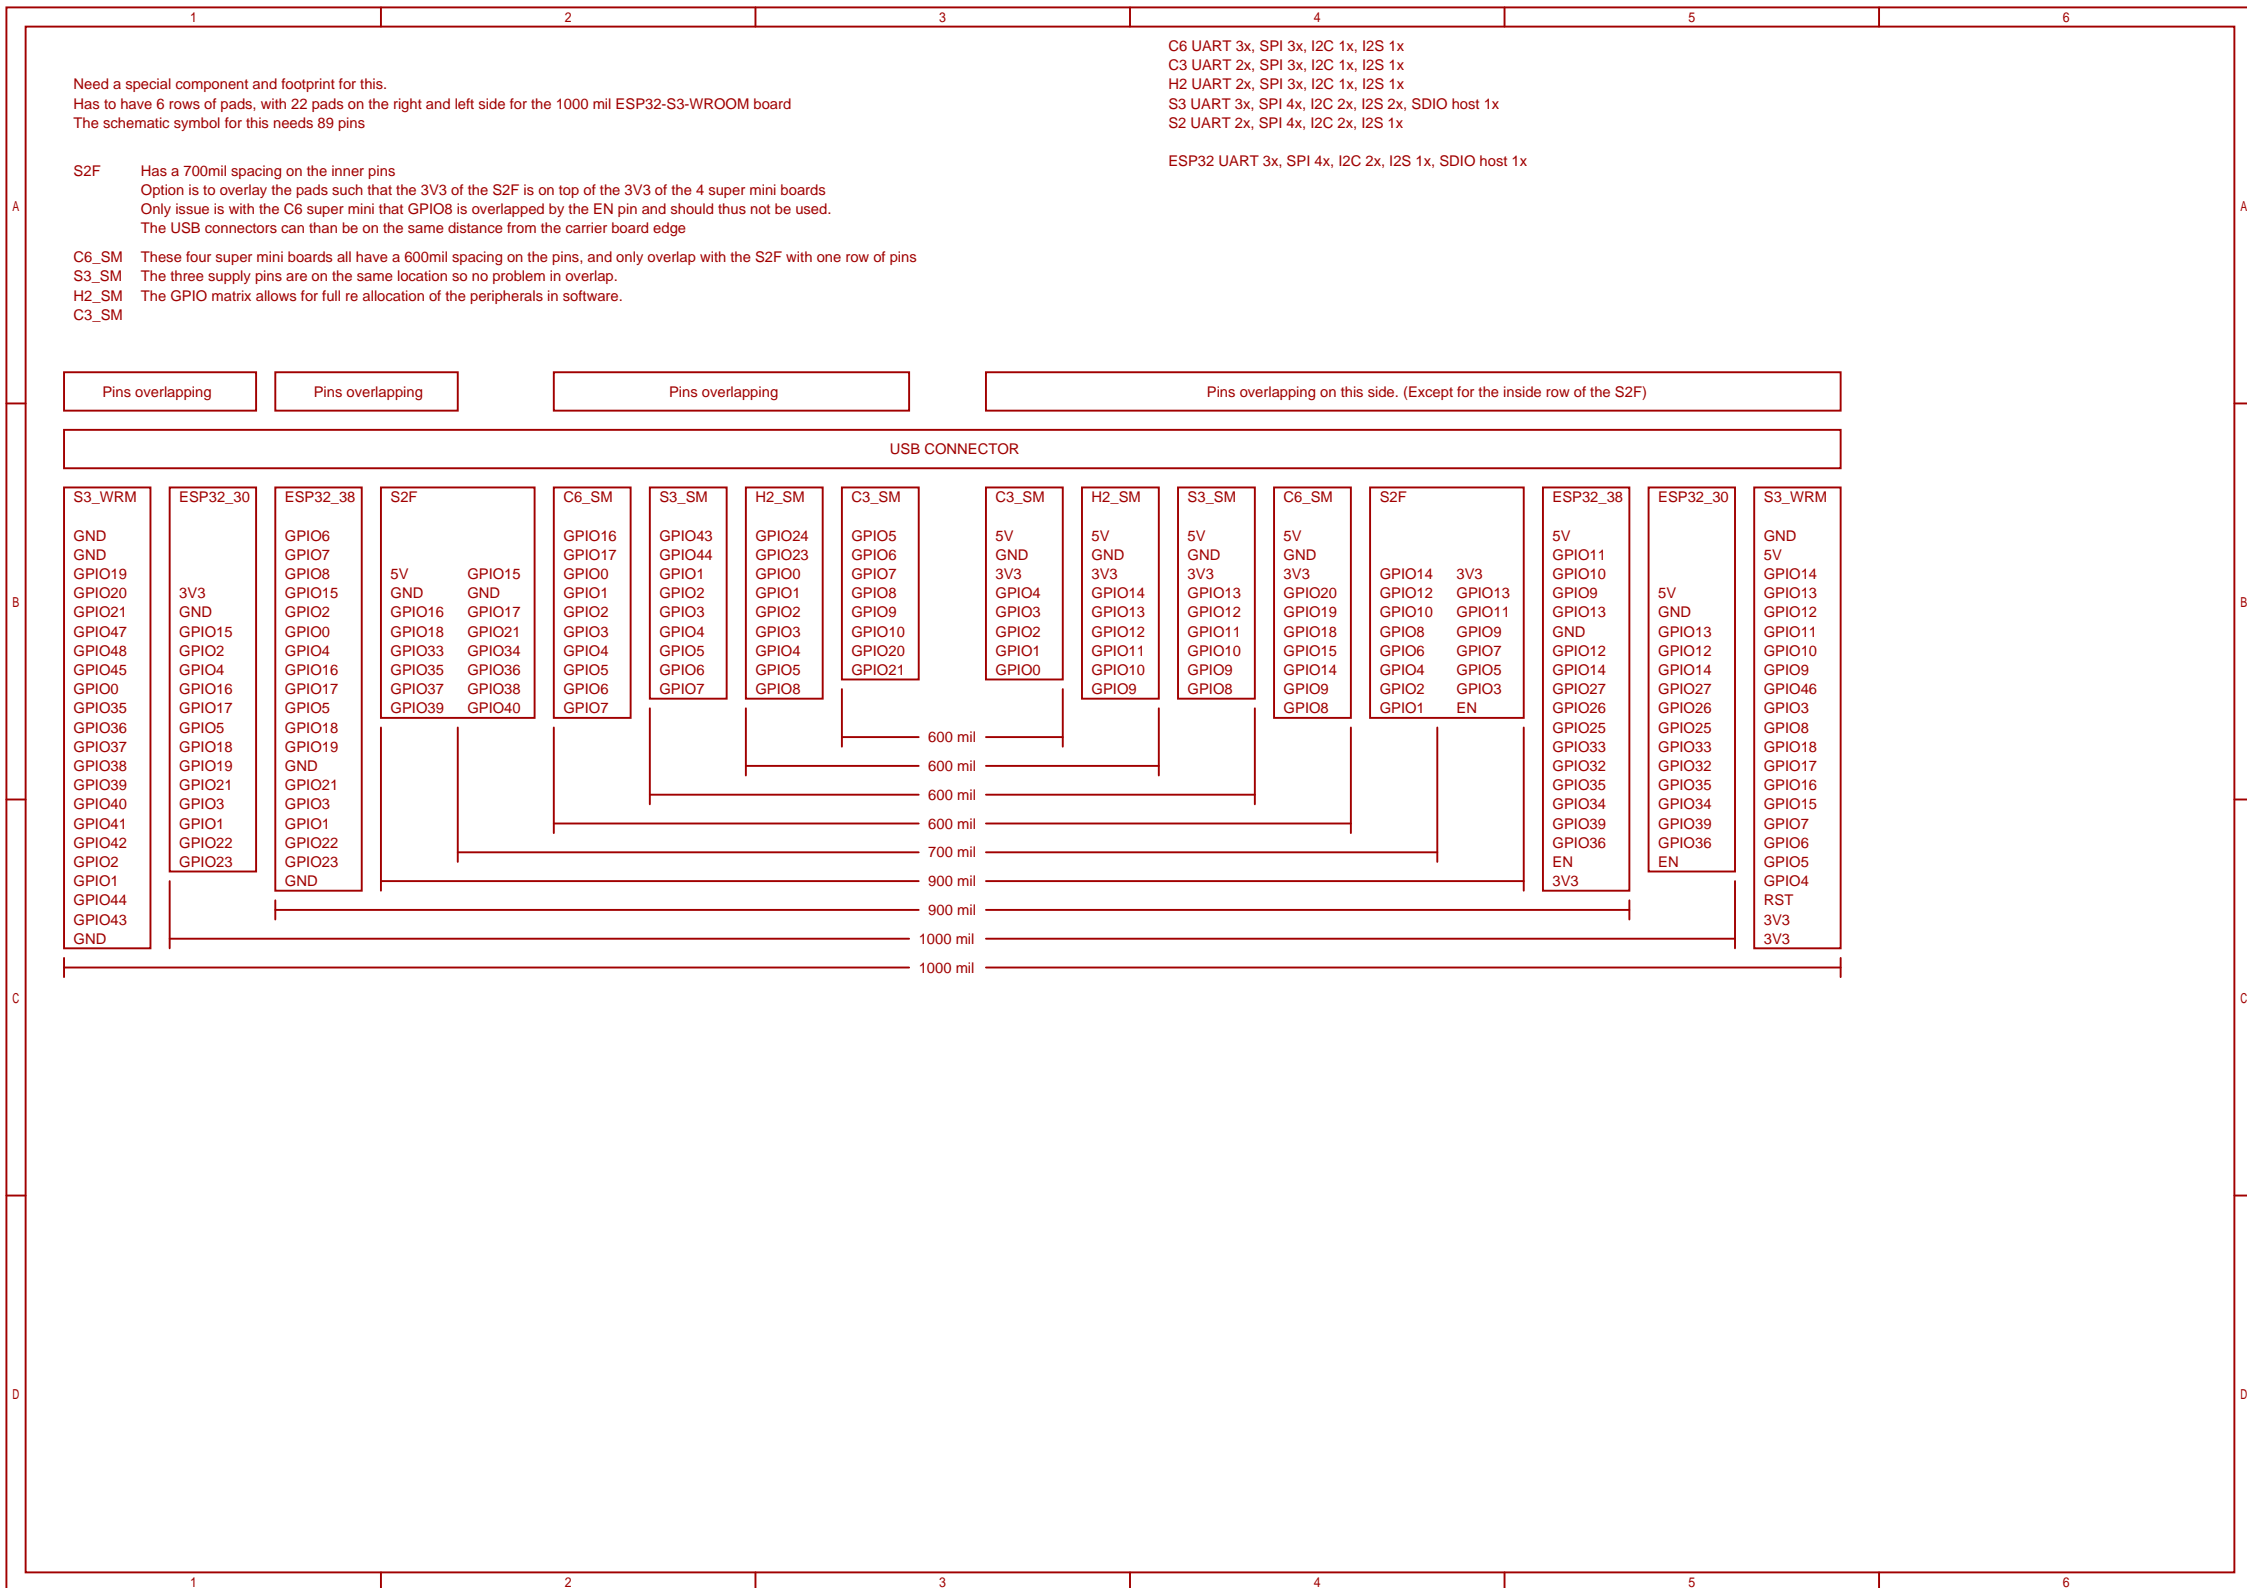 1 2 3 4 5 6
C6 UART 3x, SPI 3x, I2C 1x, I2S 1x
C3 UART 2x, SPI 3x, I2C 1x, I2S 1x
H2 UART 2x, SPI 3x, I2C 1x, I2S 1x
S3 UART 3x, SPI 4x, I2C 2x, I2S 2x, SDIO host 1x
S2 UART 2x, SPI 4x, I2C 2x, I2S 1x
ESP32 UART 3x, SPI 4x, I2C 2x, I2S 1x, SDIO host 1x
Need a special component and footprint for this.
Has to have 6 rows of pads, with 22 pads on the right and left side for the 1000 mil ESP32-S3-WROOM board
The schematic symbol for this needs 89 pins
S2F Has a 700mil spacing on the inner pins
Option is to overlay the pads such that the 3V3 of the S2F is on top of the 3V3 of the 4 super mini boards
A Only issue is with the C6 super mini that GPIO8 is overlapped by the EN pin and should thus not be used. A
The USB connectors can than be on the same distance from the carrier board edge
C6_SM These four super mini boards all have a 600mil spacing on the pins, and only overlap with the S2F with one row of pins
S3_SM The three supply pins are on the same location so no problem in overlap.
H2_SM The GPIO matrix allows for full re allocation of the peripherals in software.
C3_SM
Pins overlapping Pins overlapping Pins overlapping Pins overlapping on this side. (Except for the inside row of the S2F)
USB CONNECTOR
S3_WRM ESP32_30 ESP32_38 S2F C6_SM S3_SM H2_SM C3_SM C3_SM H2_SM S3_SM C6_SM S2F ESP32_38 ESP32_30 S3_WRM
GND GPIO6 GPIO16 GPIO43 GPIO24 GPIO5 5V 5V 5V 5V 5V GND
GND GPIO7 GPIO17 GPIO44 GPIO23 GPIO6 GND GND GND GND GPIO11 5V
GPIO19 GPIO8 5V GPIO15 GPIO0 GPIO1 GPIO0 GPIO7 3V3 3V3 3V3 3V3 GPIO14 3V3 GPIO10 GPIO14
B GPIO20 3V3 GPIO15 GND GND GPIO1 GPIO2 GPIO1 GPIO8 GPIO4 GPIO14 GPIO13 GPIO20 GPIO12 GPIO13 GPIO9 5V GPIO13 B
GPIO21 GND GPIO2 GPIO16 GPIO17 GPIO2 GPIO3 GPIO2 GPIO9 GPIO3 GPIO13 GPIO12 GPIO19 GPIO10 GPIO11 GPIO13 GND GPIO12
GPIO47 GPIO15 GPIO0 GPIO18 GPIO21 GPIO3 GPIO4 GPIO3 GPIO10 GPIO2 GPIO12 GPIO11 GPIO18 GPIO8 GPIO9 GND GPIO13 GPIO11
GPIO48 GPIO2 GPIO4 GPIO33 GPIO34 GPIO4 GPIO5 GPIO4 GPIO20 GPIO1 GPIO11 GPIO10 GPIO15 GPIO6 GPIO7 GPIO12 GPIO12 GPIO10
GPIO45 GPIO4 GPIO16 GPIO35 GPIO36 GPIO5 GPIO6 GPIO5 GPIO21 GPIO0 GPIO10 GPIO9 GPIO14 GPIO4 GPIO5 GPIO14 GPIO14 GPIO9
GPIO0 GPIO16 GPIO17 GPIO37 GPIO38 GPIO6 GPIO7 GPIO8 GPIO9 GPIO8 GPIO9 GPIO2 GPIO3 GPIO27 GPIO27 GPIO46
GPIO35 GPIO17 GPIO5 GPIO39 GPIO40 GPIO7 GPIO8 GPIO1 EN GPIO26 GPIO26 GPIO3
GPIO36 GPIO5 GPIO18 GPIO25 GPIO25 GPIO8
600 mil
GPIO37 GPIO18 GPIO19 GPIO33 GPIO33 GPIO18
GPIO38 GPIO19 GND 600 mil GPIO32 GPIO32 GPIO17
GPIO39 GPIO21 GPIO21 GPIO35 GPIO35 GPIO16
600 mil
GPIO40 GPIO3 GPIO3 GPIO34 GPIO34 GPIO15
GPIO41 GPIO1 GPIO1 600 mil GPIO39 GPIO39 GPIO7
GPIO42 GPIO22 GPIO22 GPIO36 GPIO36 GPIO6
700 mil
GPIO2 GPIO23 GPIO23 EN EN GPIO5
GPIO1 GND 900 mil 3V3 GPIO4
GPIO44 RST
900 mil
GPIO43 3V3
GND 1000 mil 3V3
1000 mil
C C
D D
1 2 3 4 5 6